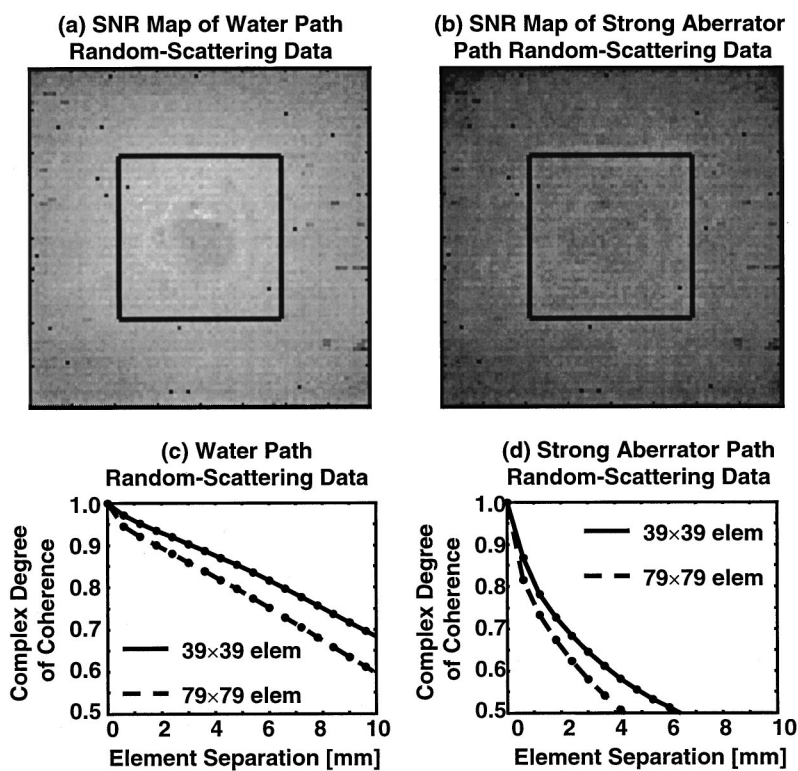 (a) SNR Map of Water Path
Random-Scattering Data
(b) SNR Map of Strong Aberrator
Path Random-Scattering Data
(c) Water Path
Random-Scattering Data
Complex Degree
of Coherence
1.0
0.9
0.8
0.7
0.6
0.5
39×39 elem
79×79 elem
0 2 4 6 8 10
Element Separation [mm]
(d) Strong Aberrator Path
Random-Scattering Data
Complex Degree
of Coherence
1.0
0.9
0.8
0.7
0.6
0.5
39×39 elem
79×79 elem
0 2 4 6 8 10
Element Separation [mm]